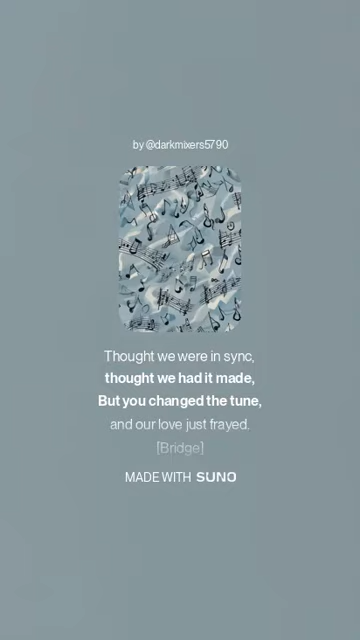 by @darkmixers5790
Thought we were in sync,
thought we had it made,
But you changed the tune,
and our love just frayed.
[Bridge]
MADE WITH SUNO